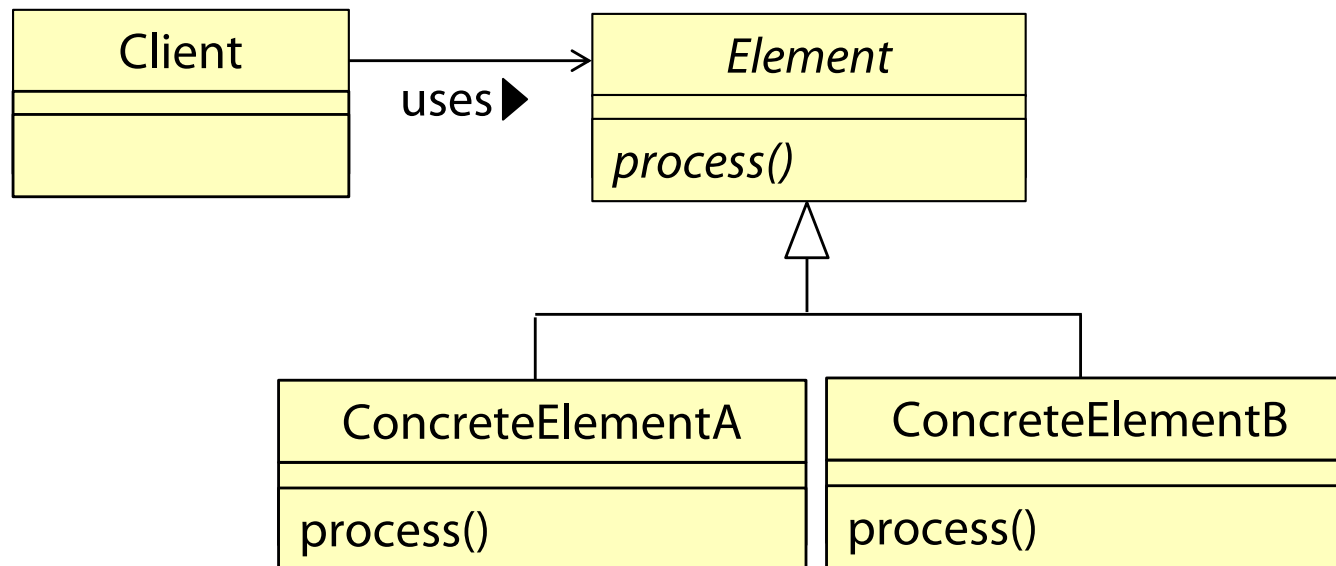 Client
Element
uses
process()
ConcreteElementA
ConcreteElementB
process()
process()